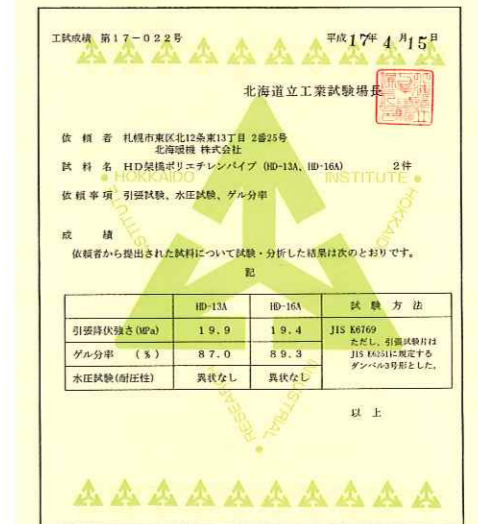 工試成績 第17-022号
平成17年4月15日
北海道立工業試験場長
依頼者 札幌市東区北12条東13丁目 2番25号
北海暖機 株式会社
試料名 HD架橋ポリエチレンパイプ (HD-13A、HD-16A) 2件
依頼事項 引張試験、水圧試験、ゲル分率
成績
依頼者から提出された試料について試験・分析した結果は次のとおりです。
記
HD-13A HD-16A 試験方法
引張降伏強さ(MPa) 19.9 19.4 JIS K6769
ただし、引張試験片は
ゲル分率 (%) 87.0 89.3 JIS K6251に規定する
ダンベル3号形とした。
水圧試験(耐圧性) 異状なし 異状なし
以上
HOKKAIDO
INSTITUTE
HOKKAIDO
INDUSTRIAL
RESEARCH
INSTITUTE